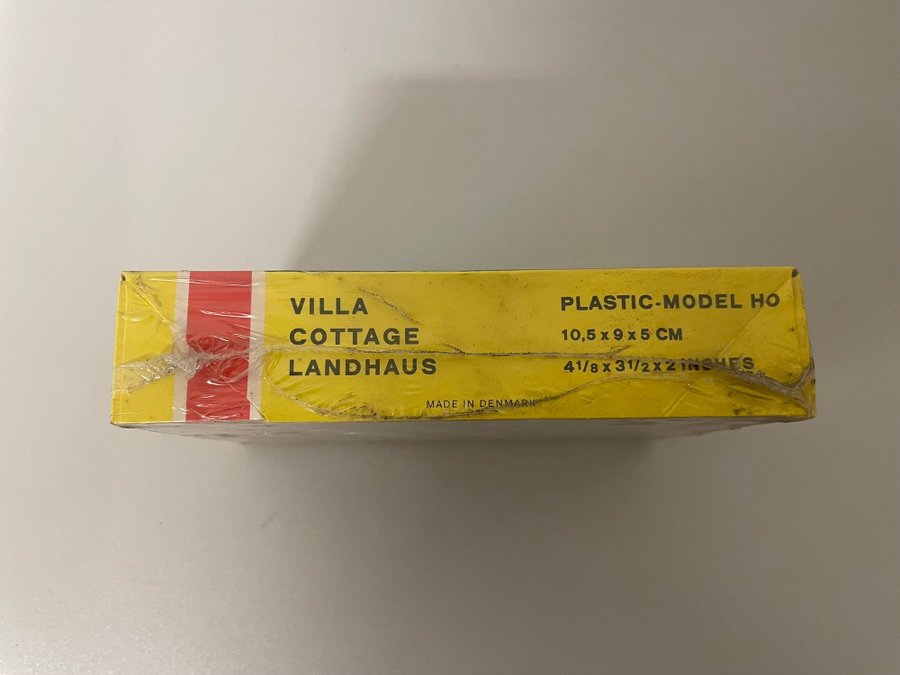 VILLA
COTTAGE
LANDHAUS
PLASTIC-MODEL HO
10,5 x 9 x 5 CM
4 1/8 x 3 1/2 x 2 INCHES
MADE IN DENMARK